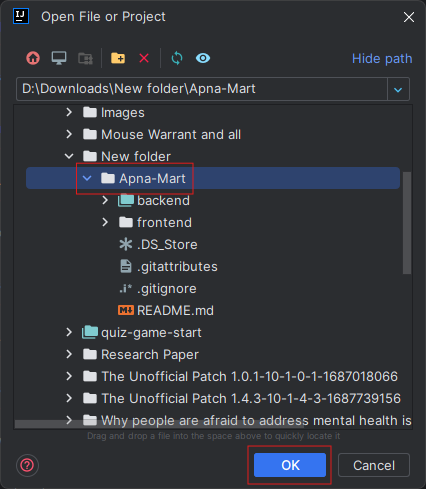 IJ Open File or Project
Hide path
D:\Downloads\New folder\Apna-Mart
Images
Mouse Warrant and all
New folder
Apna-Mart
backend
frontend
.DS_Store
.gitattributes
.gitignore
README.md
quiz-game-start
Research Paper
The Unofficial Patch 1.0.1-10-1-0-1-1687018066
The Unofficial Patch 1.4.3-10-1-4-3-1687739156
Why people are afraid to address mental health is
Drag and drop a file into the space above to quickly locate it
? OK Cancel